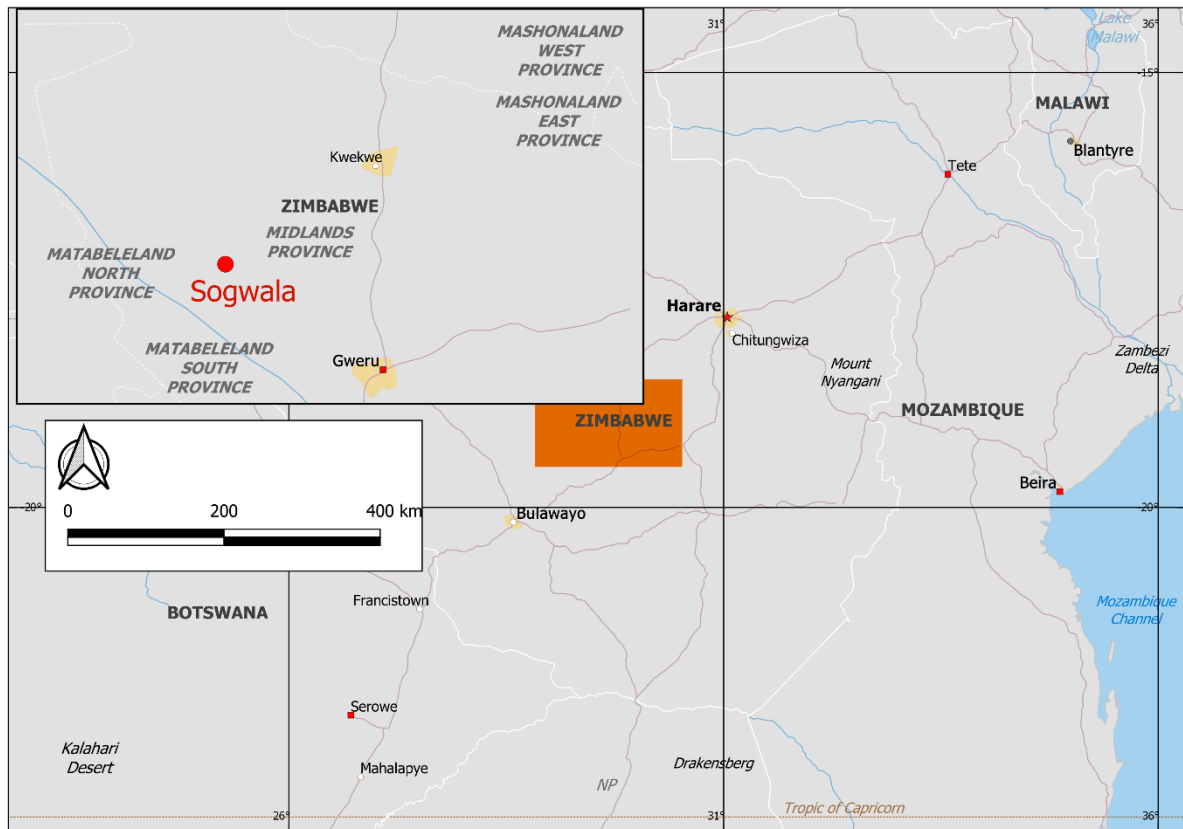 MASHONALAND
WEST
PROVINCE
MASHONALAND
EAST
PROVINCE
Kwekwe
ZIMBABWE
MIDLANDS
PROVINCE
MATABELELAND
NORTH
PROVINCE
Sogwala
MATABELELAND
SOUTH
PROVINCE
Gweru
31°
36°
Lake
Malawi
-15°
MALAWI
Blantyre
Tete
Harare
Chitungwiza
Mount
Nyangani
Zambezi
Delta
ZIMBABWE
MOZAMBIQUE
Beira
-20°
-20°
0 200 400 km
Bulawayo
Francistown
BOTSWANA
Mozambique
Channel
Serowe
Kalahari
Desert
Mahalapye
Drakensberg
NP
Tropic of Capricorn
26°
31°
36°